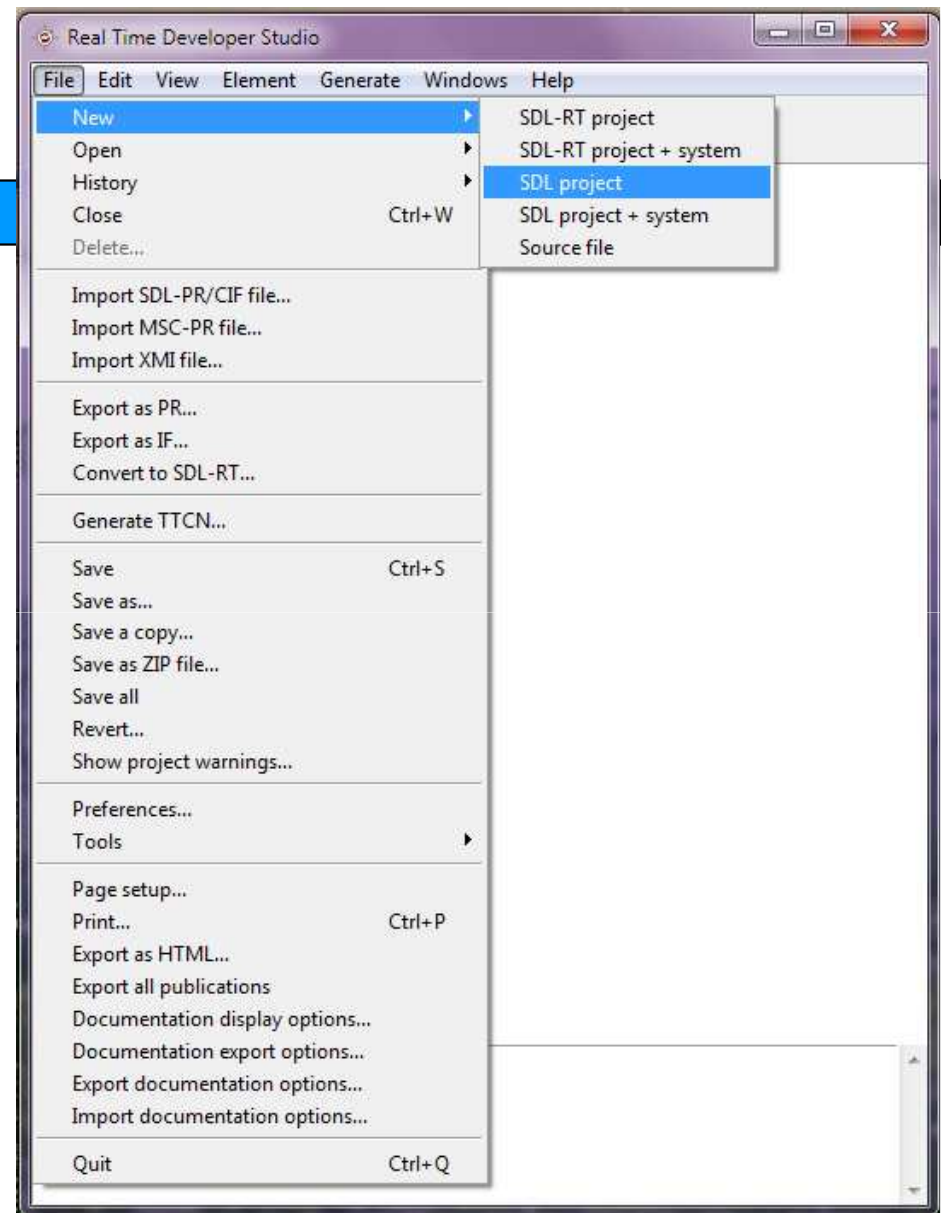 Real Time Developer Studio
File Edit View Element Generate Windows Help
New
SDL-RT project
SDL-RT project + system
SDL project
SDL project + system
Source file
Open
History
Close Ctrl+W
Delete...
Import SDL-PR/CIF file...
Import MSC-PR file...
Import XMI file...
Export as PR...
Export as IF...
Convert to SDL-RT...
Generate TTCN...
Save Ctrl+S
Save as...
Save a copy...
Save as ZIP file...
Save all
Revert...
Show project warnings...
Preferences...
Tools
Page setup...
Print... Ctrl+P
Export as HTML...
Export all publications
Documentation display options...
Documentation export options...
Export documentation options...
Import documentation options...
Quit Ctrl+Q